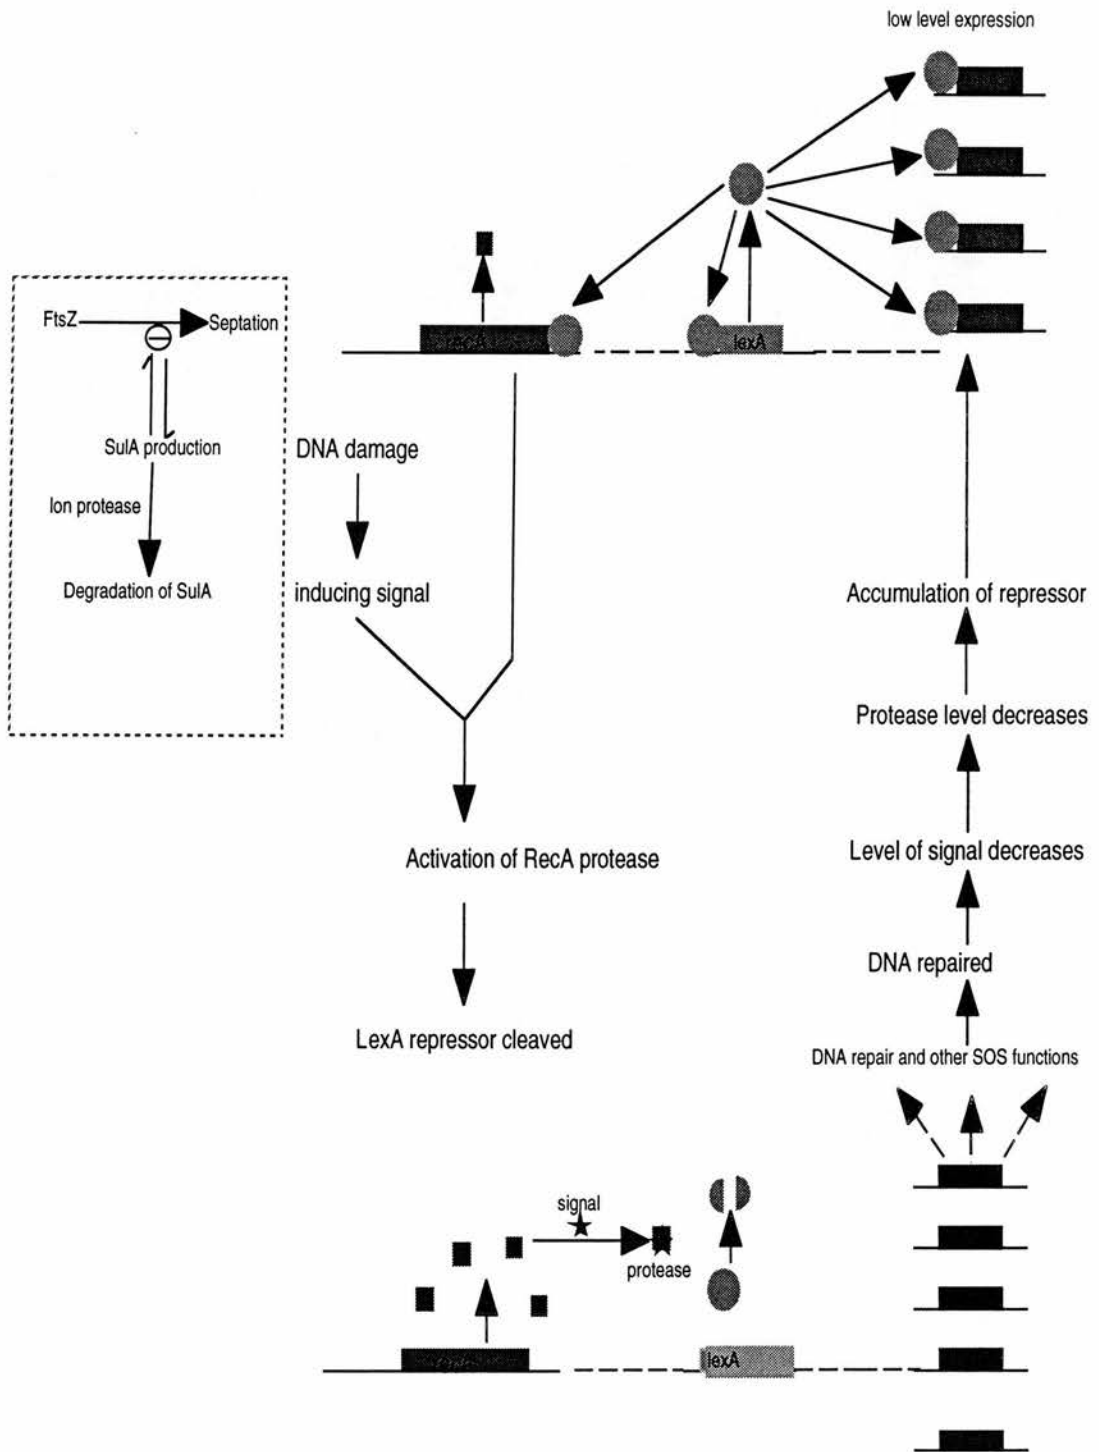 low level expression
FtsZ
Septation
recA
lexA
SulA production
DNA damage
Ion protease
Degradation of SulA
inducing signal
Accumulation of repressor
Protease level decreases
Activation of RecA protease
Level of signal decreases
DNA repaired
LexA repressor cleaved
DNA repair and other SOS functions
signal
protease
lexA